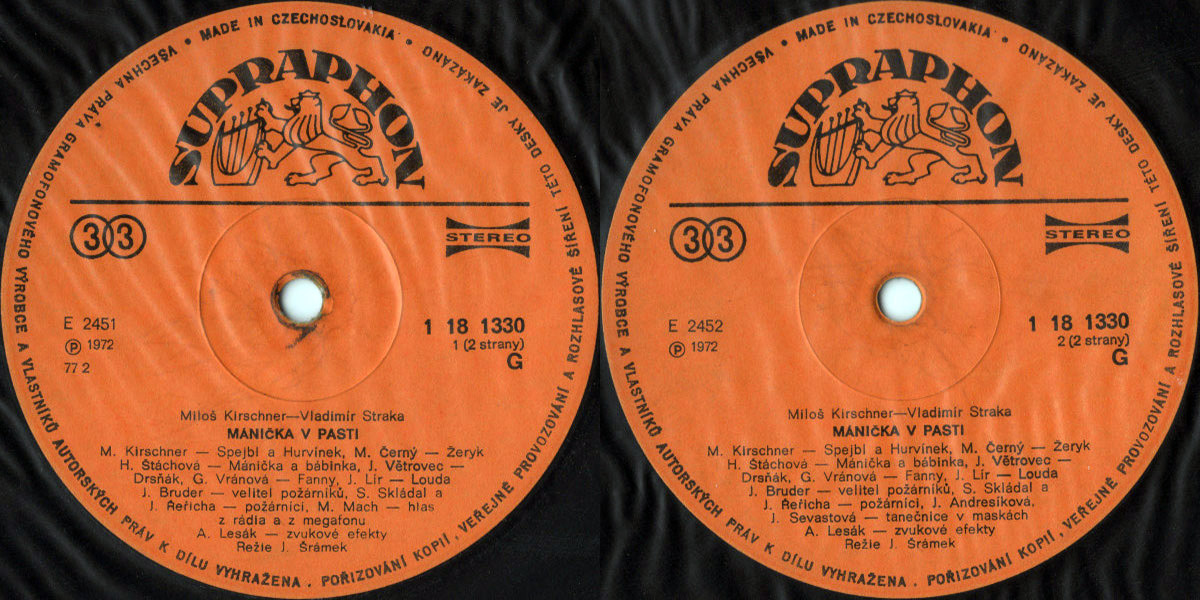 VŠECHNA PRÁVA GRAMOFONOVÉHO VÝROBCE A VLASTNÍKŮ AUTORSKÝCH PRÁV K DÍLU VYHRAŽENA . POŘIZOVÁNÍ KOPIÍ, VEŘEJNÉ PROVOZOVÁNÍ A ROZHLASOVÉ ŠÍŘENÍ TÉTO DESKY JE ZAKÁZÁNO • MADE IN CZECHOSLOVAKIA •
SUPRAPHON
33
STEREO
E 2451
1 18 1330
Ⓟ 1972
1 (2 strany)
77 2
G
Miloš Kirschner—Vladimír Straka
MÁNIČKA V PASTI
M. Kirschner — Spejbl a Hurvínek, M. Černý — Žeryk
H. Štáchová — Mánička a bábinka, J. Větrovec —
Drsňák, G. Vránová — Fanny, J. Lír — Louda
J. Bruder — velitel požárníků, S. Skládal a
J. Řeřicha — požárníci, M. Mach — hlas
z rádia a z megafonu
A. Lesák — zvukové efekty
Režie J. Šrámek
VŠECHNA PRÁVA GRAMOFONOVÉHO VÝROBCE A VLASTNÍKŮ AUTORSKÝCH PRÁV K DÍLU VYHRAŽENA . POŘIZOVÁNÍ KOPIÍ, VEŘEJNÉ PROVOZOVÁNÍ A ROZHLASOVÉ ŠÍŘENÍ TÉTO DESKY JE ZAKÁZÁNO • MADE IN CZECHOSLOVAKIA •
SUPRAPHON
33
STEREO
E 2452
1 18 1330
Ⓟ 1972
2 (2 strany)
G
Miloš Kirschner—Vladimír Straka
MÁNIČKA V PASTI
M. Kirschner — Spejbl a Hurvínek, M. Černý — Žeryk
H. Štáchová — Mánička a bábinka, J. Větrovec —
Drsňák, G. Vránová — Fanny, J. Lír — Louda
J. Bruder — velitel požárníků, S. Skládal a
J. Řeřicha — požárníci, J. Andresíková,
J. Sevastová — tanečnice v maskách
A. Lesák — zvukové efekty
Režie J. Šrámek